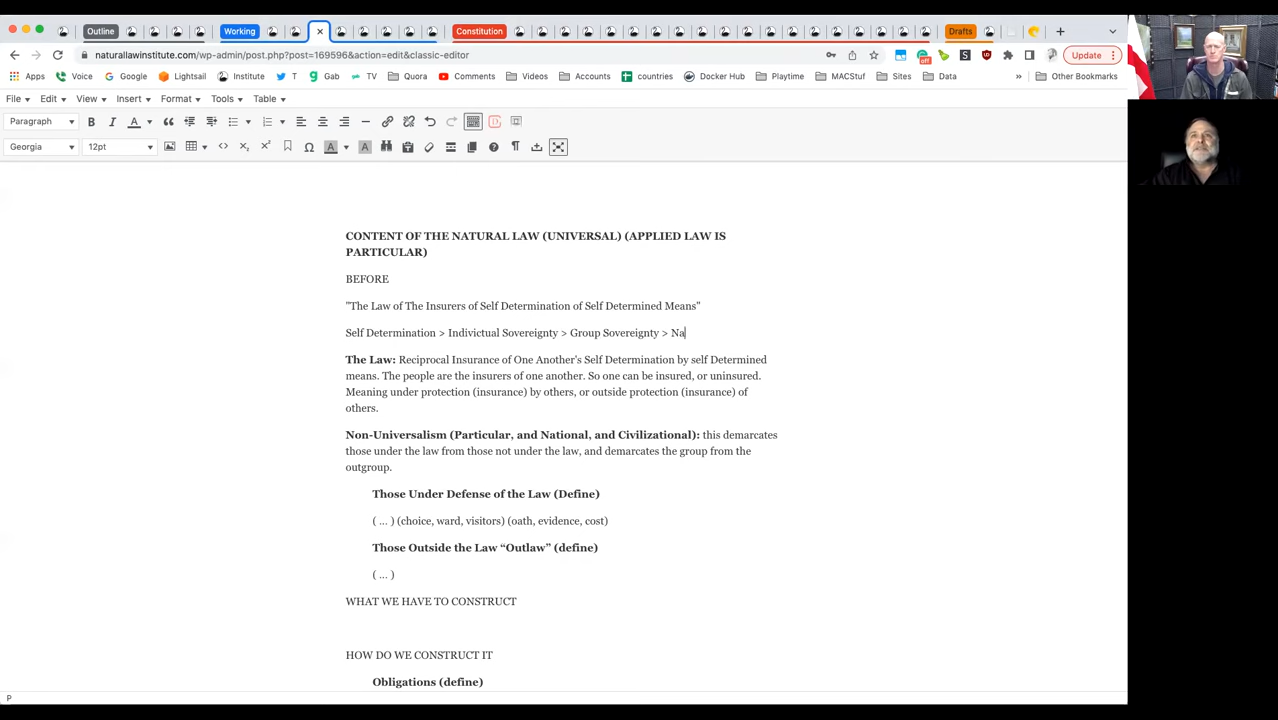 Outline
Working
Constitution
Drafts
naturallawinstitute.com/wp-admin/post.php?post=169596&action=edit&classic-editor
Update
Apps Voice Google Lightsail Institute T Gab TV Quora Comments Videos Accounts countries Docker Hub Playtime MACStuf Sites Data » Other Bookmarks
File Edit View Insert Format Tools Table
Paragraph B I A
Georgia 12pt A A
CONTENT OF THE NATURAL LAW (UNIVERSAL) (APPLIED LAW IS
PARTICULAR)
BEFORE
"The Law of The Insurers of Self Determination of Self Determined Means"
Self Determination > Indivictual Sovereignty > Group Sovereignty > Na
The Law: Reciprocal Insurance of One Another's Self Determination by self Determined
means. The people are the insurers of one another. So one can be insured, or uninsured.
Meaning under protection (insurance) by others, or outside protection (insurance) of
others.
Non-Universalism (Particular, and National, and Civilizational): this demarcates
those under the law from those not under the law, and demarcates the group from the
outgroup.
Those Under Defense of the Law (Define)
( ... ) (choice, ward, visitors) (oath, evidence, cost)
Those Outside the Law “Outlaw” (define)
( ... )
WHAT WE HAVE TO CONSTRUCT
HOW DO WE CONSTRUCT IT
Obligations (define)
P